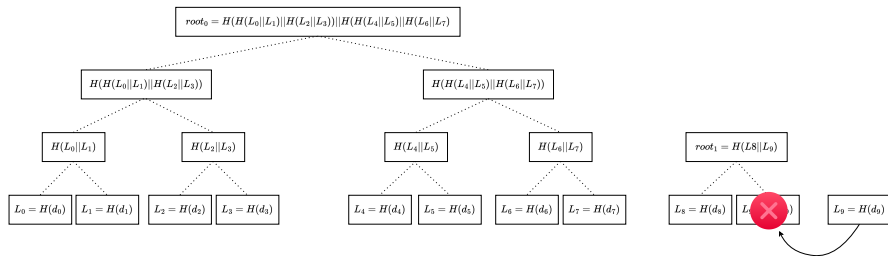 root₀ = H(H(L₀||L₁)||H(L₂||L₃))||H(H(L₄||L₅)||H(L₆||L₇)
H(H(L₀||L₁)||H(L₂||L₃))
H(H(L₄||L₅)||H(L₆||L₇))
H(L₀||L₁)
H(L₂||L₃)
H(L₄||L₅)
H(L₆||L₇)
root₁ = H(L8||L₉)
L₀ = H(d₀)
L₁ = H(d₁)
L₂ = H(d₂)
L₃ = H(d₃)
L₄ = H(d₄)
L₅ = H(d₅)
L₆ = H(d₆)
L₇ = H(d₇)
L₈ = H(d₈)
L₉ = H(d₉)